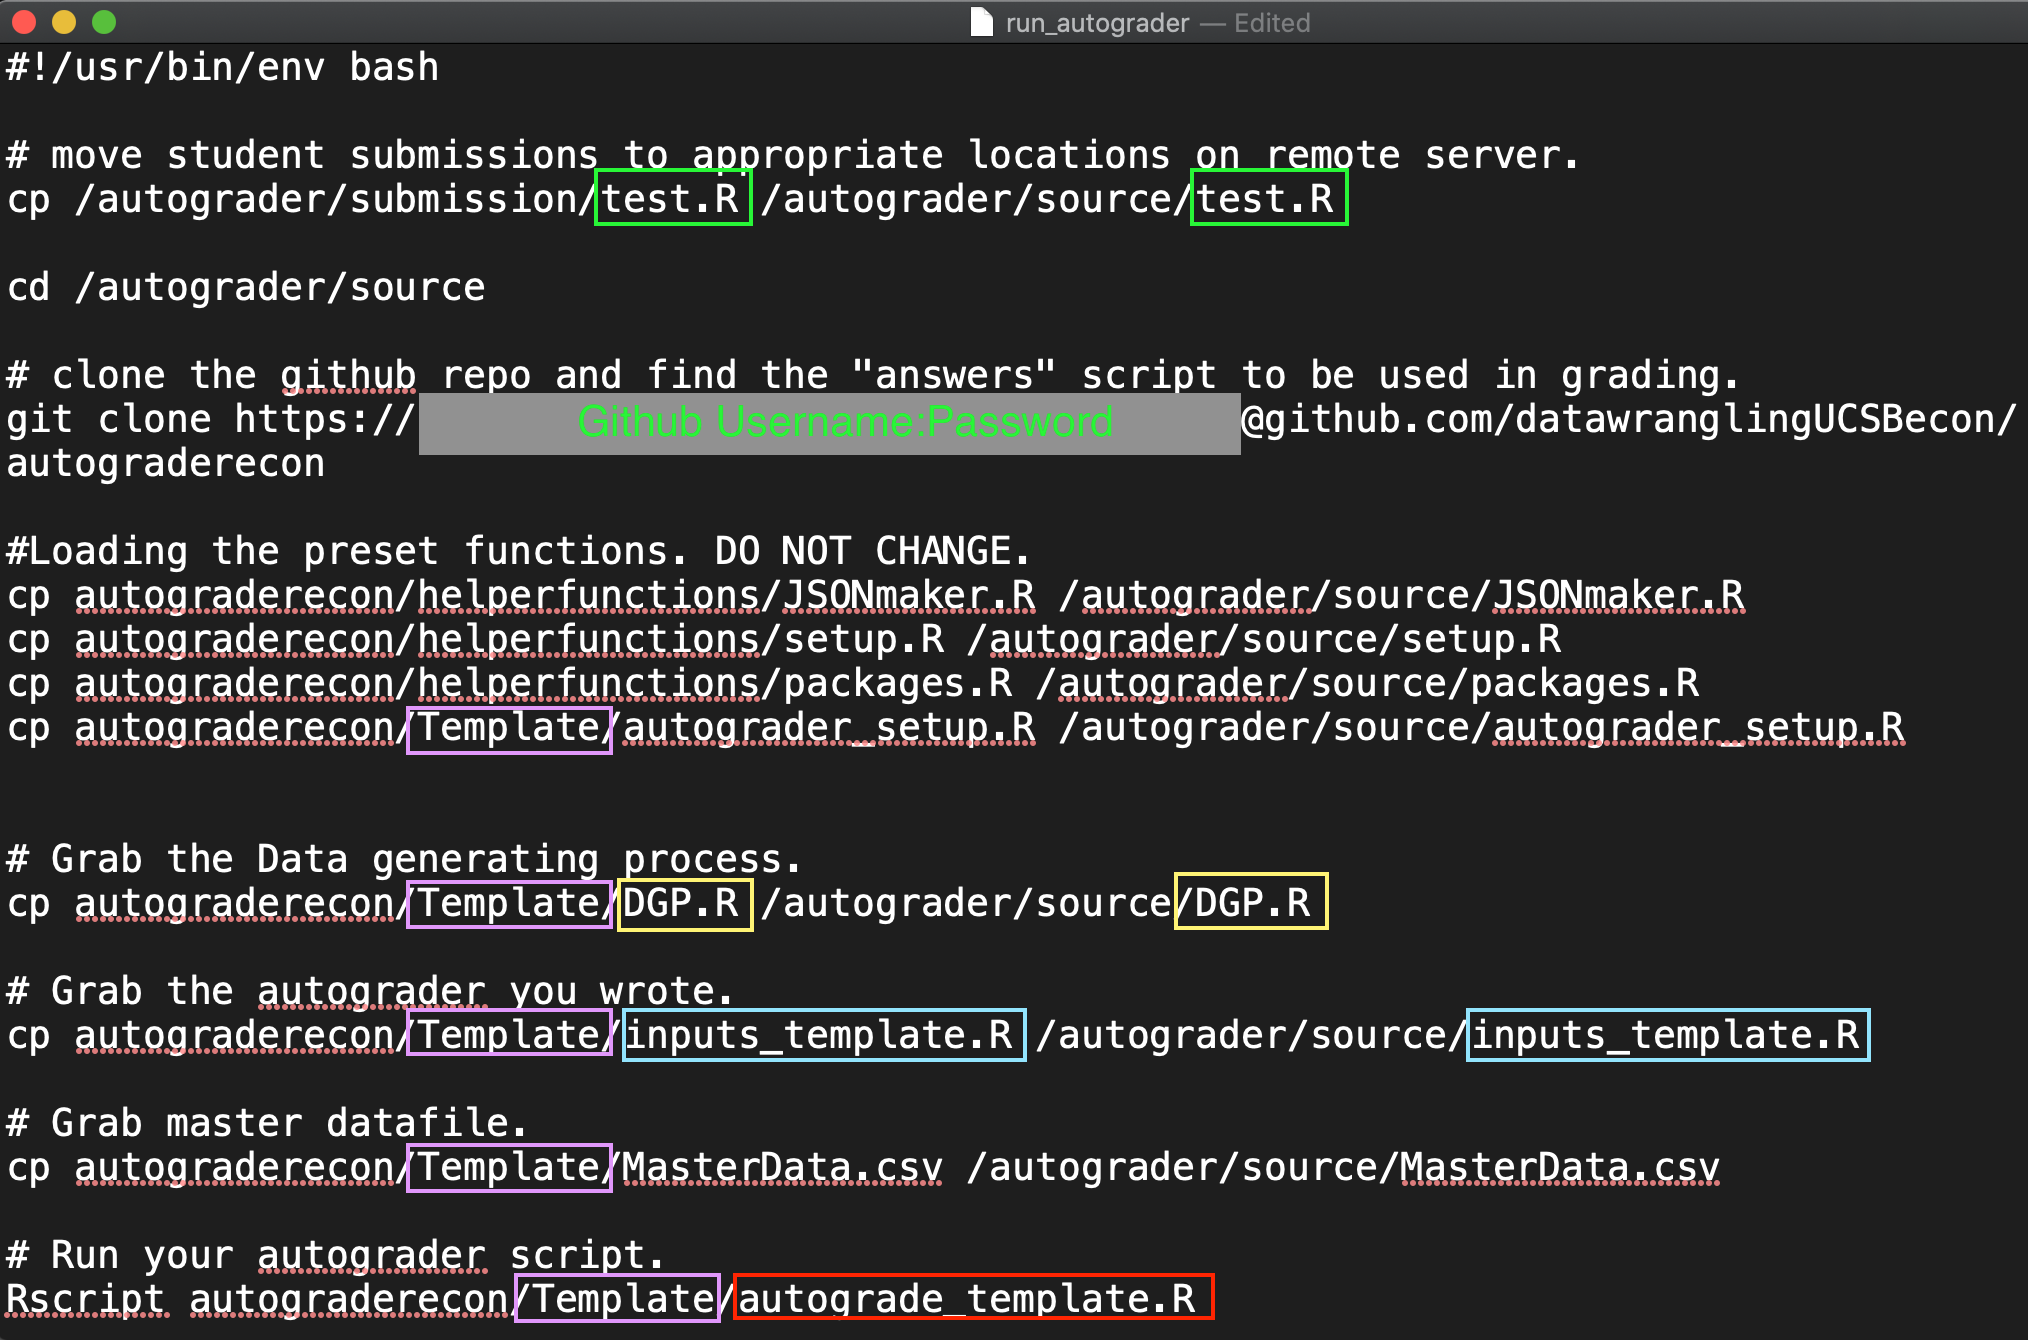 run_autograder — Edited
#!/usr/bin/env bash
# move student submissions to appropriate locations on remote server.
cp /autograder/submission/test.R /autograder/source/test.R
cd /autograder/source
# clone the github repo and find the "answers" script to be used in grading.
git clone https://Github Username:Password@github.com/datawranglingUCSBecon/
autograderecon
#Loading the preset functions. DO NOT CHANGE.
cp autograderecon/helperfunctions/JSONmaker.R /autograder/source/JSONmaker.R
cp autograderecon/helperfunctions/setup.R /autograder/source/setup.R
cp autograderecon/helperfunctions/packages.R /autograder/source/packages.R
cp autograderecon/Template/autograder_setup.R /autograder/source/autograder_setup.R
# Grab the Data generating process.
cp autograderecon/Template/DGP.R /autograder/source/DGP.R
# Grab the autograder you wrote.
cp autograderecon/Template/inputs_template.R /autograder/source/inputs_template.R
# Grab master datafile.
cp autograderecon/Template/MasterData.csv /autograder/source/MasterData.csv
# Run your autograder script.
Rscript autograderecon/Template/autograde_template.R